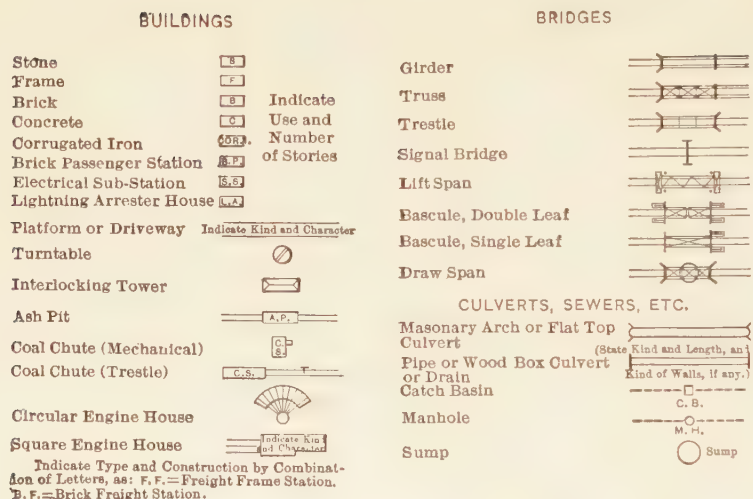 BUILDINGS
Stone S
Frame F
Brick B Indicate
Concrete C Use and
Corrugated Iron COR. Number
Brick Passenger Station B.P. of Stories
Electrical Sub-Station S.S.
Lightning Arrester House L.A.
Platform or Driveway Indicate Kind and Character
Turntable
Interlocking Tower
Ash Pit A.P.
Coal Chute (Mechanical) C. S.
Coal Chute (Trestle) C.S.
Circular Engine House
Square Engine House Indicate Kind and Character
Indicate Type and Construction by Combina-
tion of Letters, as: F.F.=Freight Frame Station.
B.F.=Brick Fraight Station.
BRIDGES
Girder
Truss
Trestle
Signal Bridge
Lift Span
Bascule, Double Leaf
Bascule, Single Leaf
Draw Span
CULVERTS, SEWERS, ETC.
Masonary Arch or Flat Top
Culvert (State Kind and Length, an
Pipe or Wood Box Culvert
or Drain Kind of Walls, if any.)
Catch Basin C.B.
Manhole M.H.
Sump Sump